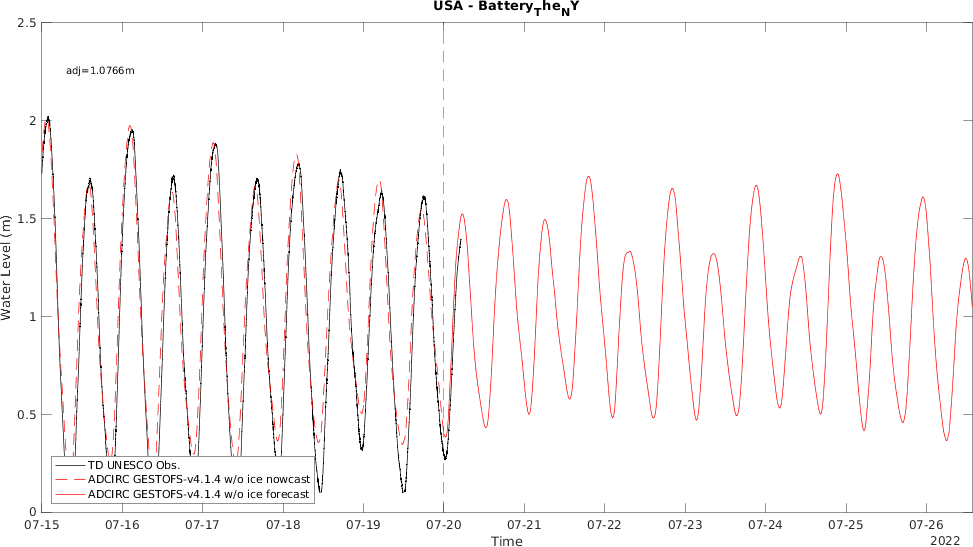 USA - Battery_The_NY
2.5
adj=1.0766m
2
1.5
Water Level (m)
1
0.5
TD UNESCO Obs.
ADCIRC GESTOFS-v4.1.4 w/o ice nowcast
ADCIRC GESTOFS-v4.1.4 w/o ice forecast
0
07-15 07-16 07-17 07-18 07-19 07-20 07-21 07-22 07-23 07-24 07-25 07-26
Time
2022